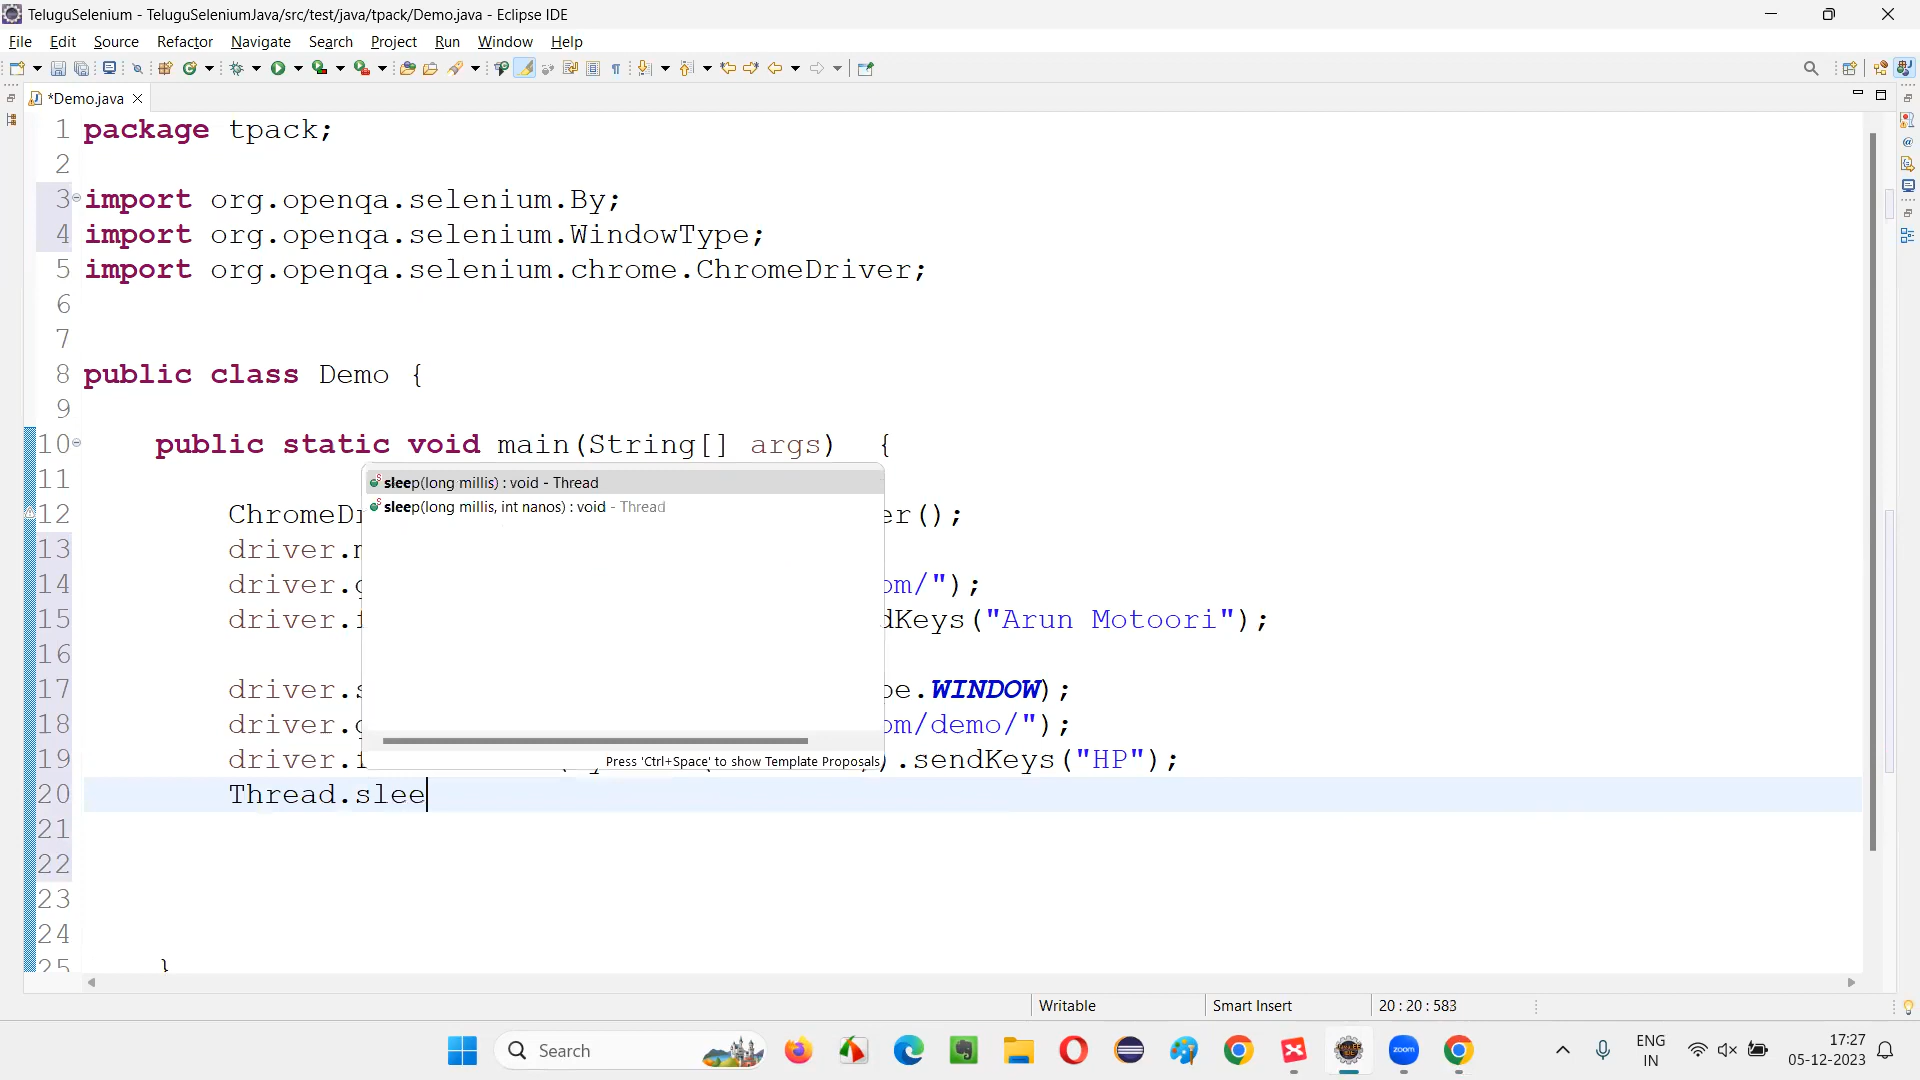 TeluguSelenium - TeluguSeleniumJava/src/test/java/tpack/Demo.java - Eclipse IDE
File Edit Source Refactor Navigate Search Project Run Window Help
*Demo.java
1 package tpack;
2
3 import org.openqa.selenium.By;
4 import org.openqa.selenium.WindowType;
5 import org.openqa.selenium.chrome.ChromeDriver;
6
7
8 public class Demo {
9
10 public static void main(String[] args) {
11
sleep(long millis) : void - Thread
sleep(long millis, int nanos) : void - Thread
12 ChromeDr er();
13 driver.
14 driver. om/");
15 driver. dKeys("Arun Motoori");
16
17 driver.s pe.WINDOW);
18 driver. om/demo/");
19 driver. ).sendKeys("HP");
Press 'Ctrl+Space' to show Template Proposals
20 Thread.slee
21
22
23
24
25 }
Writable Smart Insert 20 : 20 : 583
Search
zoom
ENG
IN
17:27
05-12-2023